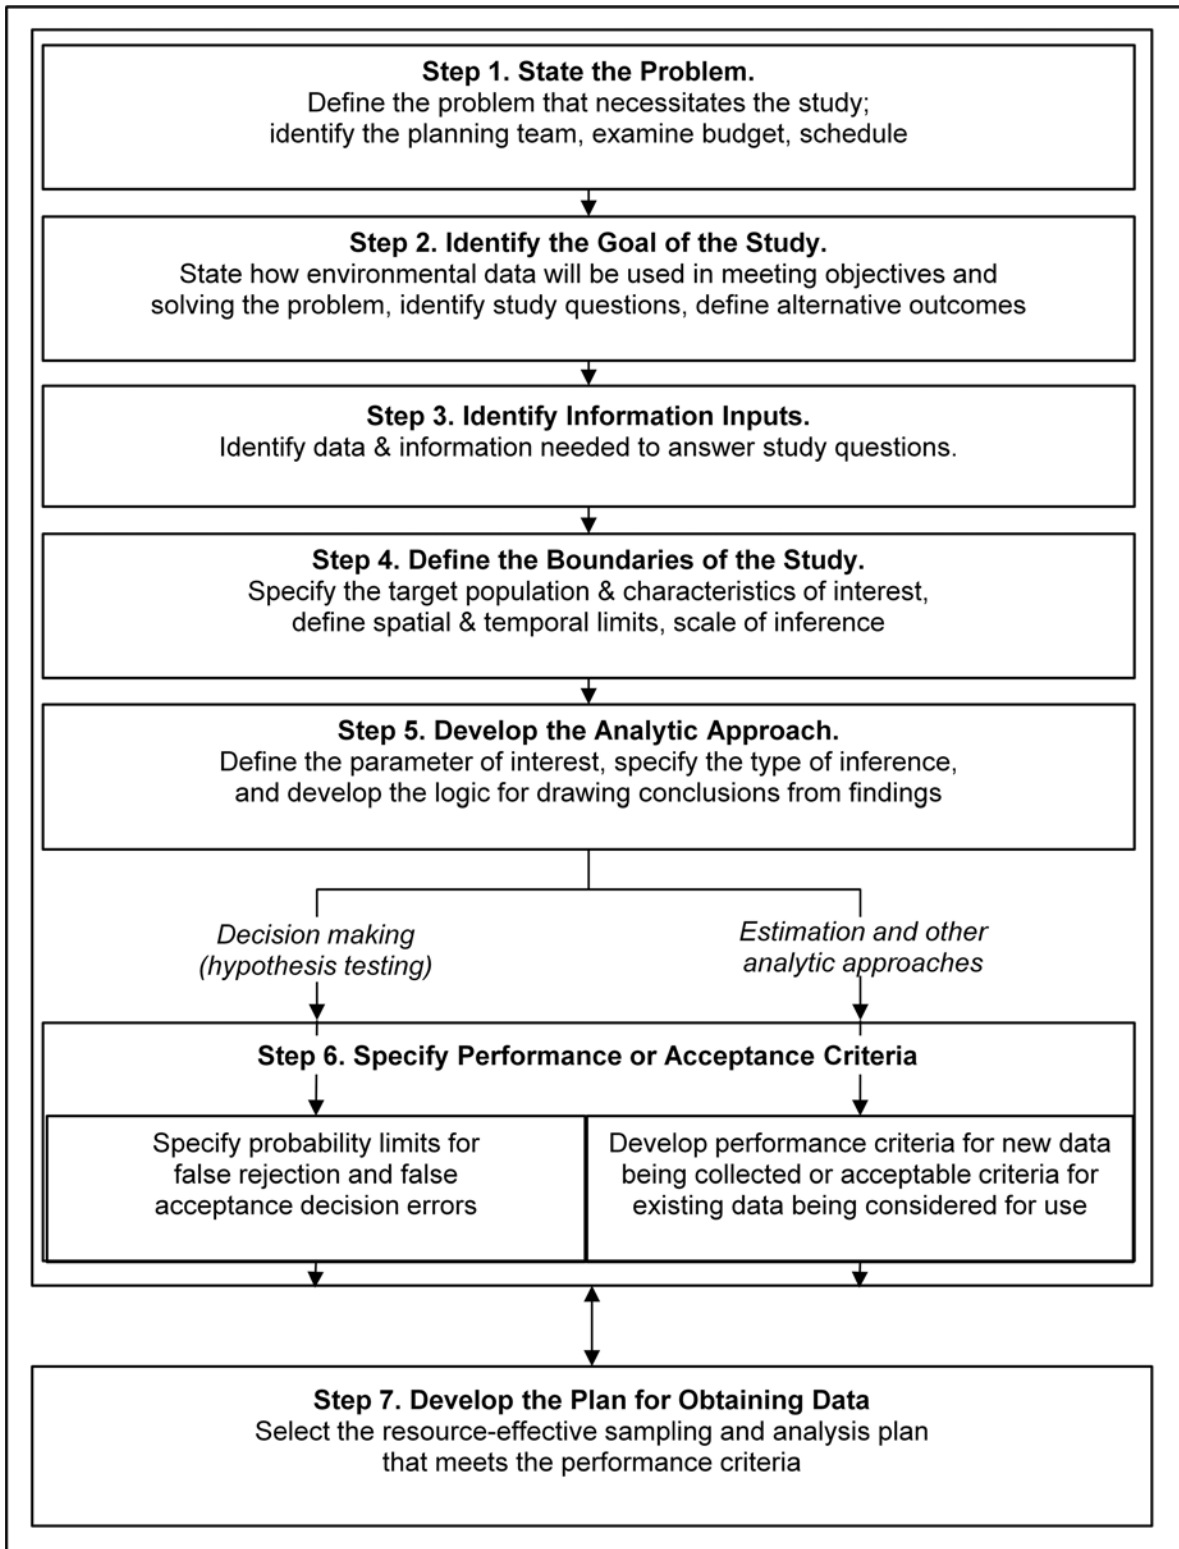 Step 1. State the Problem.
Define the problem that necessitates the study;
identify the planning team, examine budget, schedule
Step 2. Identify the Goal of the Study.
State how environmental data will be used in meeting objectives and
solving the problem, identify study questions, define alternative outcomes
Step 3. Identify Information Inputs.
Identify data & information needed to answer study questions.
Step 4. Define the Boundaries of the Study.
Specify the target population & characteristics of interest,
define spatial & temporal limits, scale of inference
Step 5. Develop the Analytic Approach.
Define the parameter of interest, specify the type of inference,
and develop the logic for drawing conclusions from findings
Decision making
(hypothesis testing)
Estimation and other
analytic approaches
Step 6. Specify Performance or Acceptance Criteria
Specify probability limits for
false rejection and false
acceptance decision errors
Develop performance criteria for new data
being collected or acceptable criteria for
existing data being considered for use
Step 7. Develop the Plan for Obtaining Data
Select the resource-effective sampling and analysis plan
that meets the performance criteria